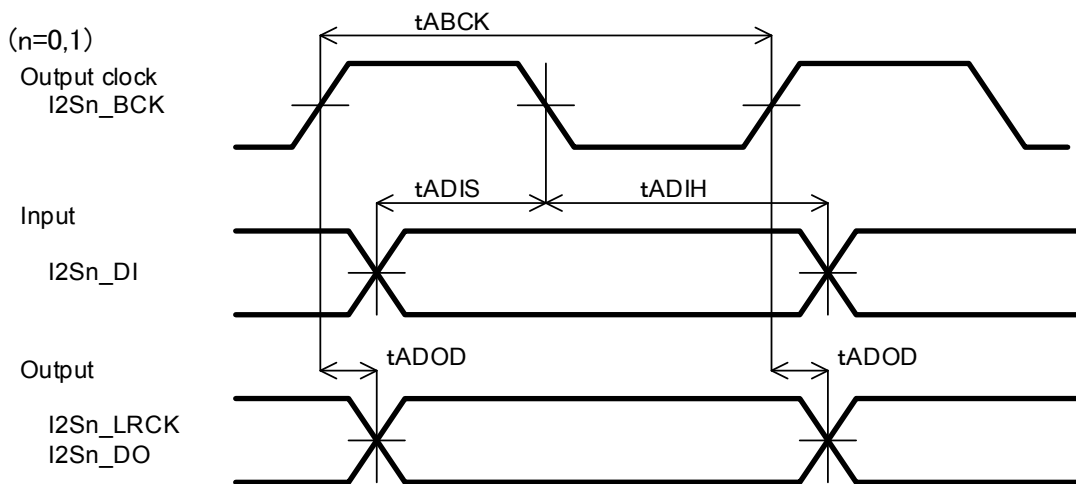 tABCK
(n=0,1)
Output clock
I2Sn_BCK
tADIS
tADIH
Input
I2Sn_DI
tADOD
tADOD
Output
I2Sn_LRCK
I2Sn_DO